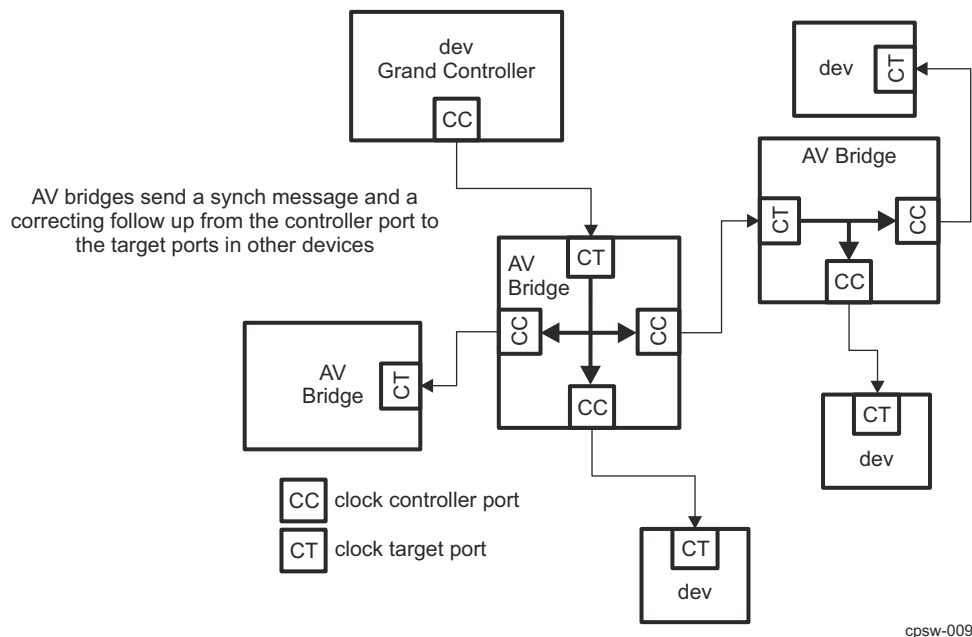 dev
Grand Controller
CC
dev
CT
AV Bridge
CT
CC
CC
AV bridges send a synch message and a
correcting follow up from the controller port to
the target ports in other devices
CT
AV
Bridge
CC
CC
CC
AV
Bridge
CT
CT
dev
CC
clock controller port
CT
clock target port
CT
dev
cpsw-009